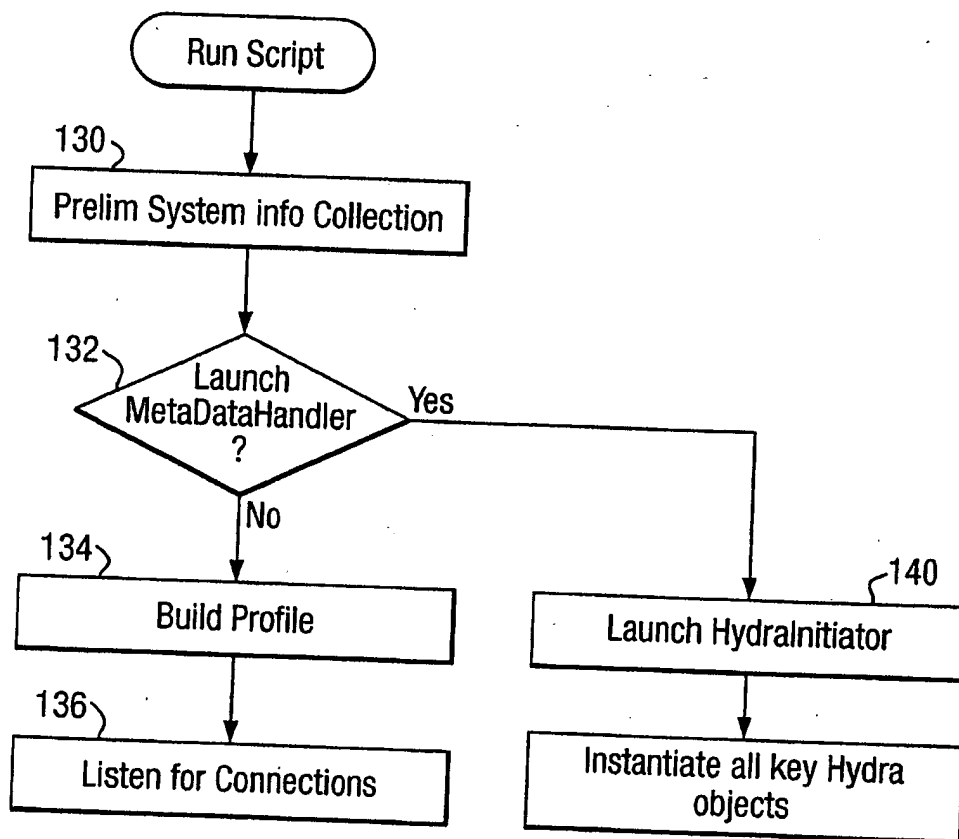 Run Script
130
Prelim System info Collection
132
Launch
MetaDataHandler
?
Yes
No
134
Build Profile
140
Launch HydraInitiator
136
Listen for Connections
Instantiate all key Hydra
objects